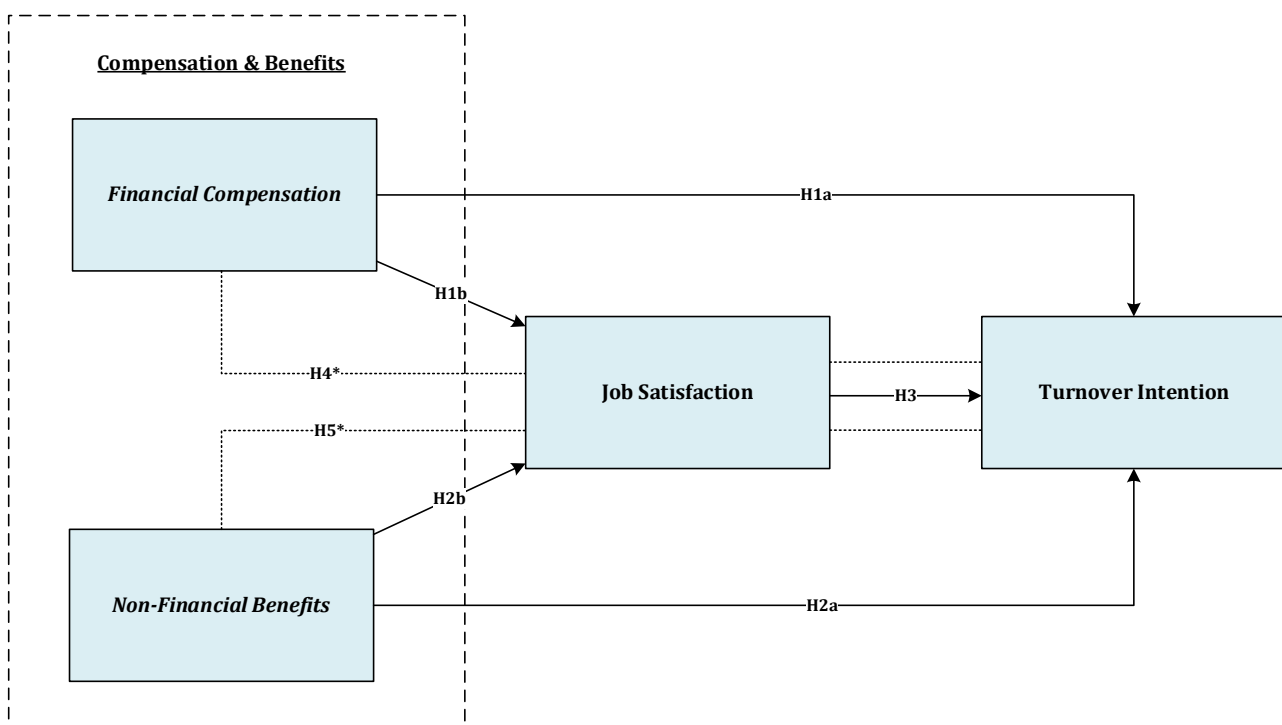 Compensation & Benefits
Financial Compensation
H1a
H1b
H4*
Job Satisfaction
H3
Turnover Intention
H5*
H2b
Non-Financial Benefits
H2a